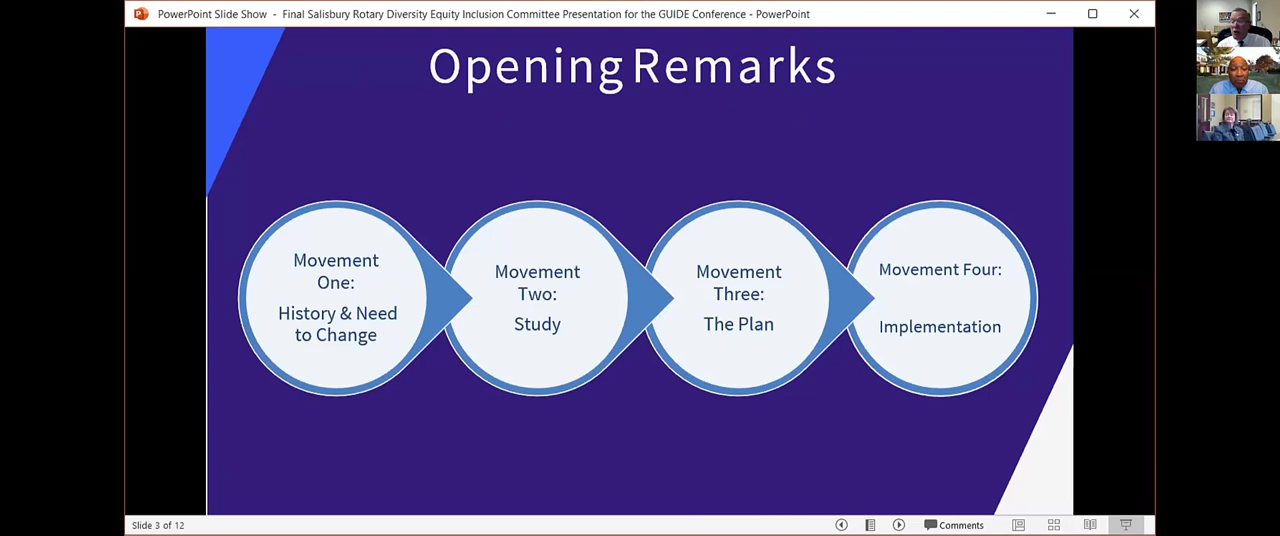 PowerPoint Slide Show - Final Salisbury Rotary Diversity Equity Inclusion Committee Presentation for the GUIDE Conference - PowerPoint
Opening Remarks
Movement
One:
History & Need
to Change
Movement
Two:
Study
Movement
Three:
The Plan
Movement Four:
Implementation
Slide 3 of 12
Comments